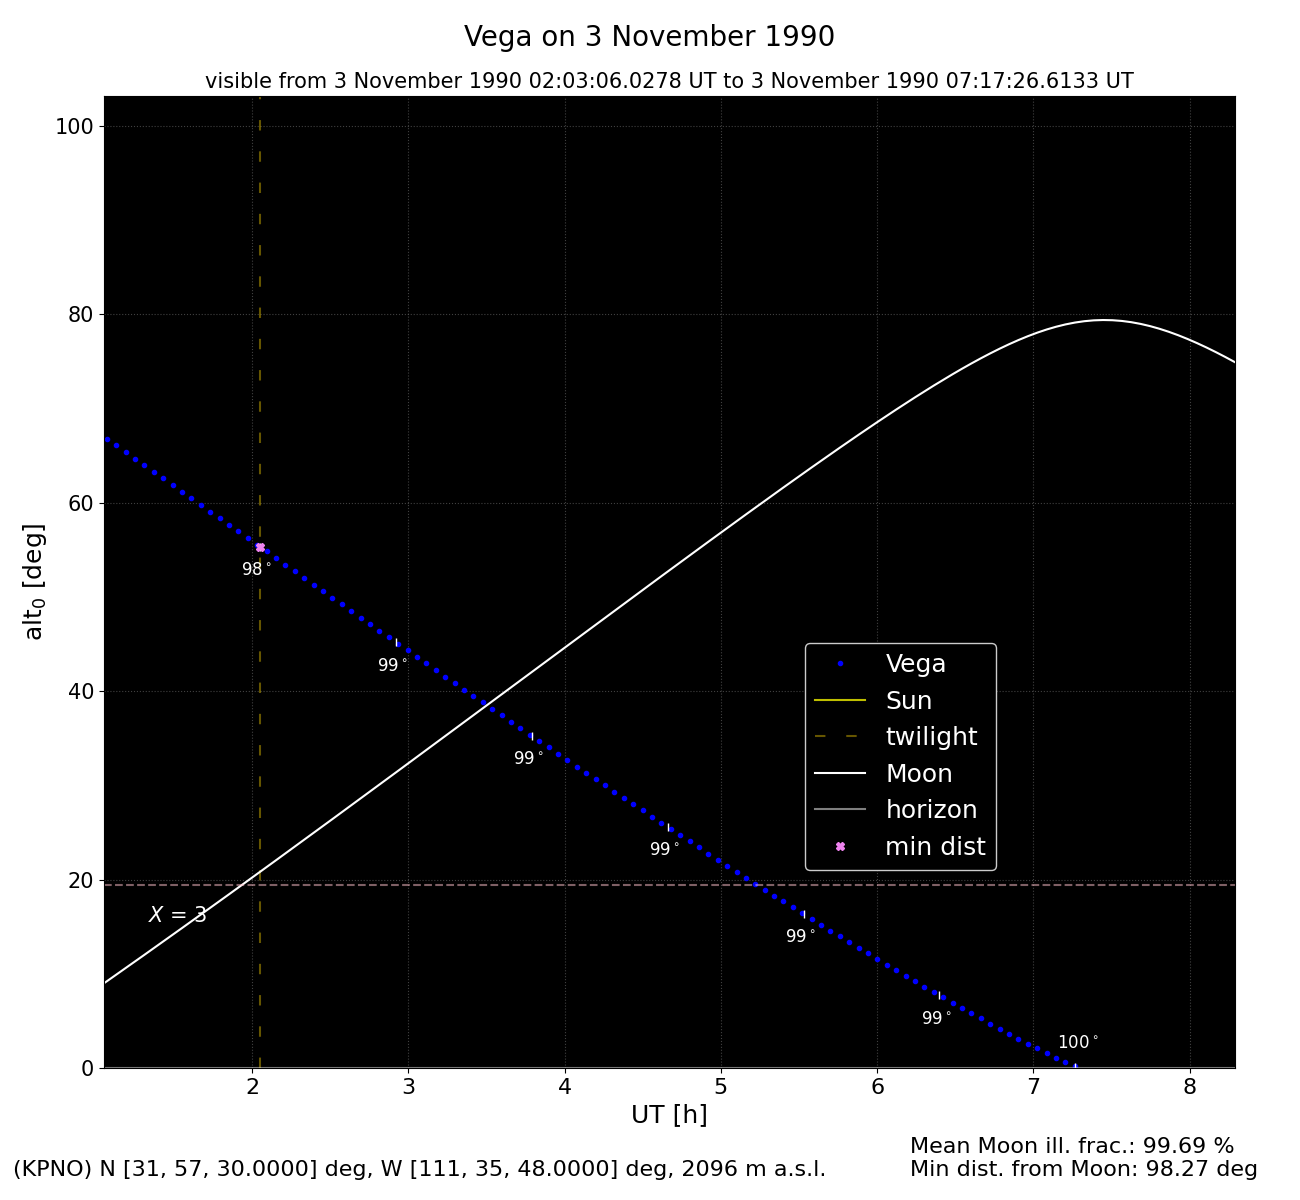 Vega on 3 November 1990
visible from 3 November 1990 02:03:06.0278 UT to 3 November 1990 07:17:26.6133 UT
100
80
60
40
20
0
alt₀ [deg]
98°
99°
99°
99°
99°
99°
100°
X = 3
Vega
Sun
twilight
Moon
horizon
min dist
2 3 4 5 6 7 8
UT [h]
Mean Moon ill. frac.: 99.69 %
(KPNO) N [31, 57, 30.0000] deg, W [111, 35, 48.0000] deg, 2096 m a.s.l.
Min dist. from Moon: 98.27 deg